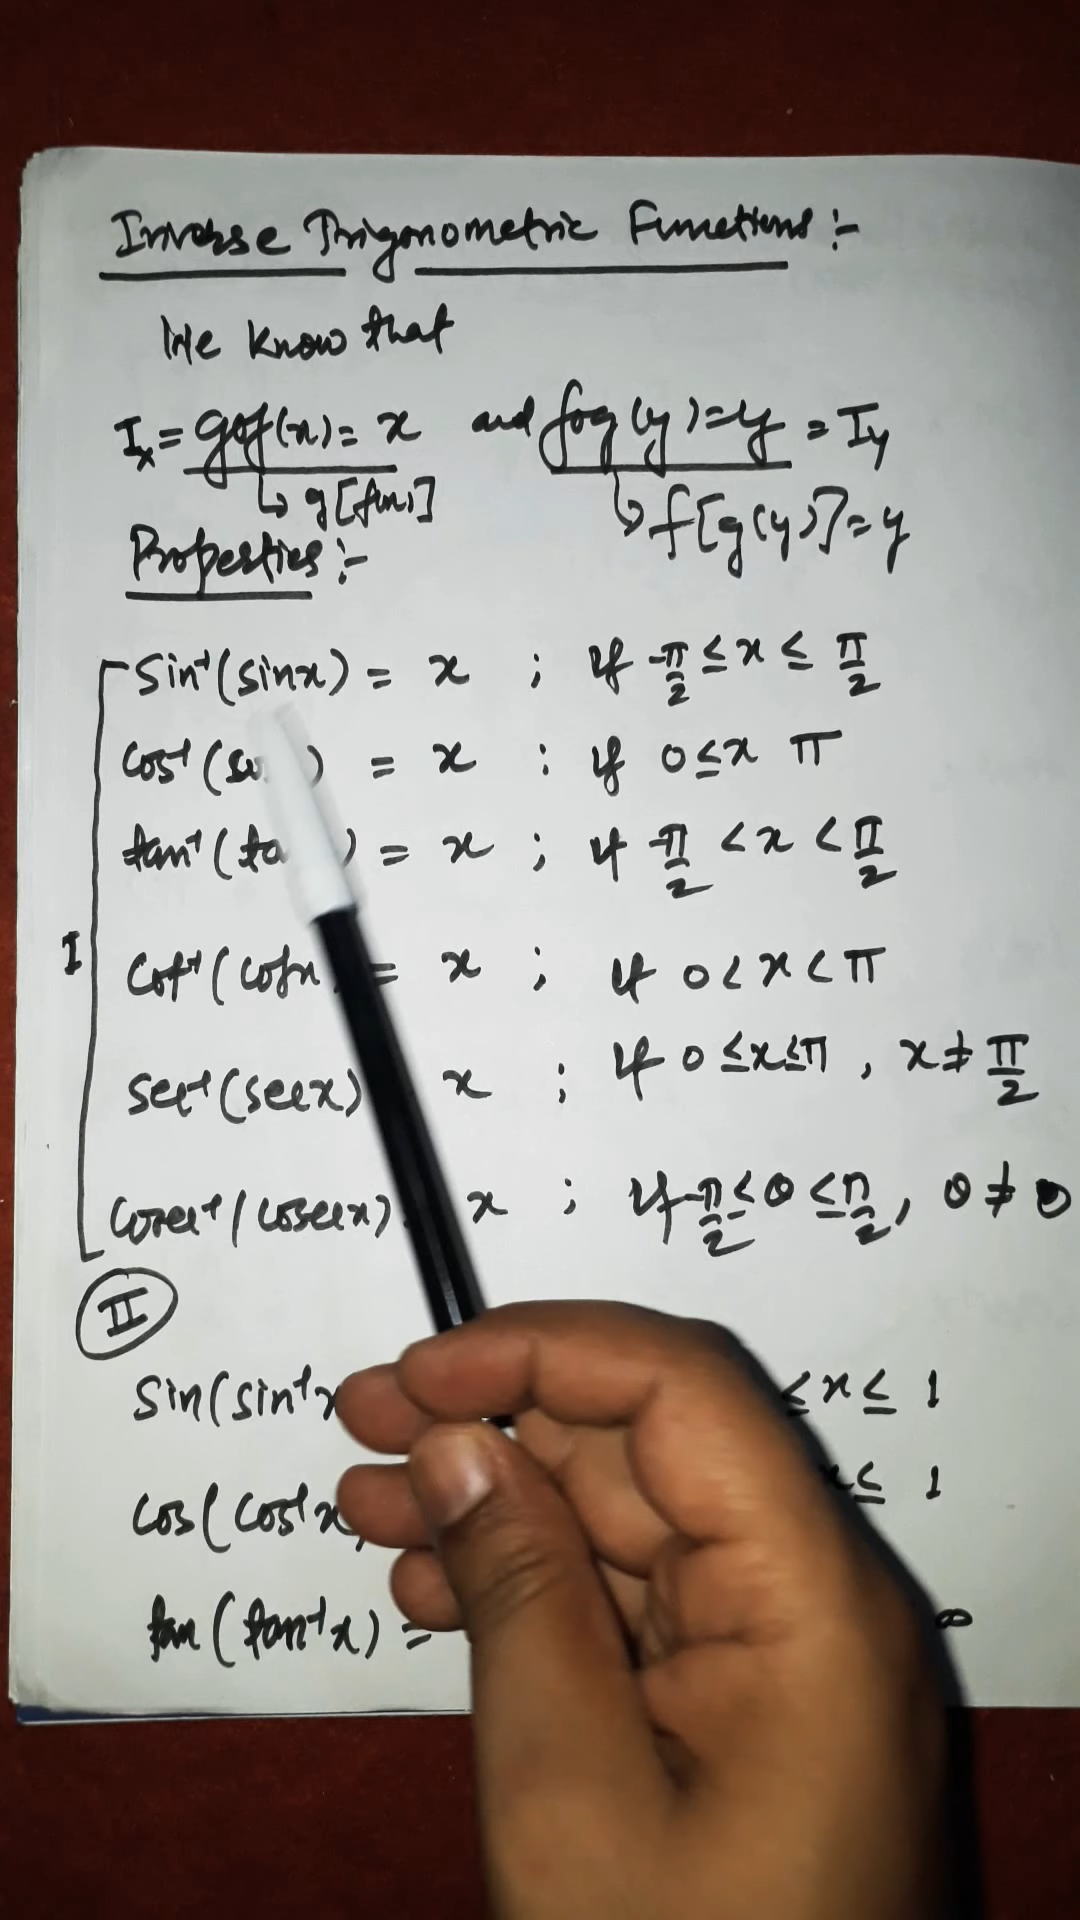 Inverse Trigonometric Functions :-
We know that
Iₓ = gof(x) = x and fog(y) = y = I_y
↳ g[f(x)] ↳ f[g(y)] = y
Properties :-
Sin⁻¹(sinx) = x ; if -π/2 ≤ x ≤ π/2
Cos⁻¹( ) = x ; if 0 ≤ x π
tan⁻¹(ta ) = x ; if -π/2 < x < π/2
I
Cot⁻¹(cotx = x ; if 0 < x < π
Sec⁻¹(secx) x ; if 0 ≤ x ≤ π , x ≠ π/2
Cosec⁻¹(cosecx) x ; if -π/2 ≤ θ ≤ π/2, θ ≠ 0
II
Sin(sin⁻¹x ≤ x ≤ 1
Cos(cos⁻¹x x ≤ 1
tan(tan⁻¹x) = ∞